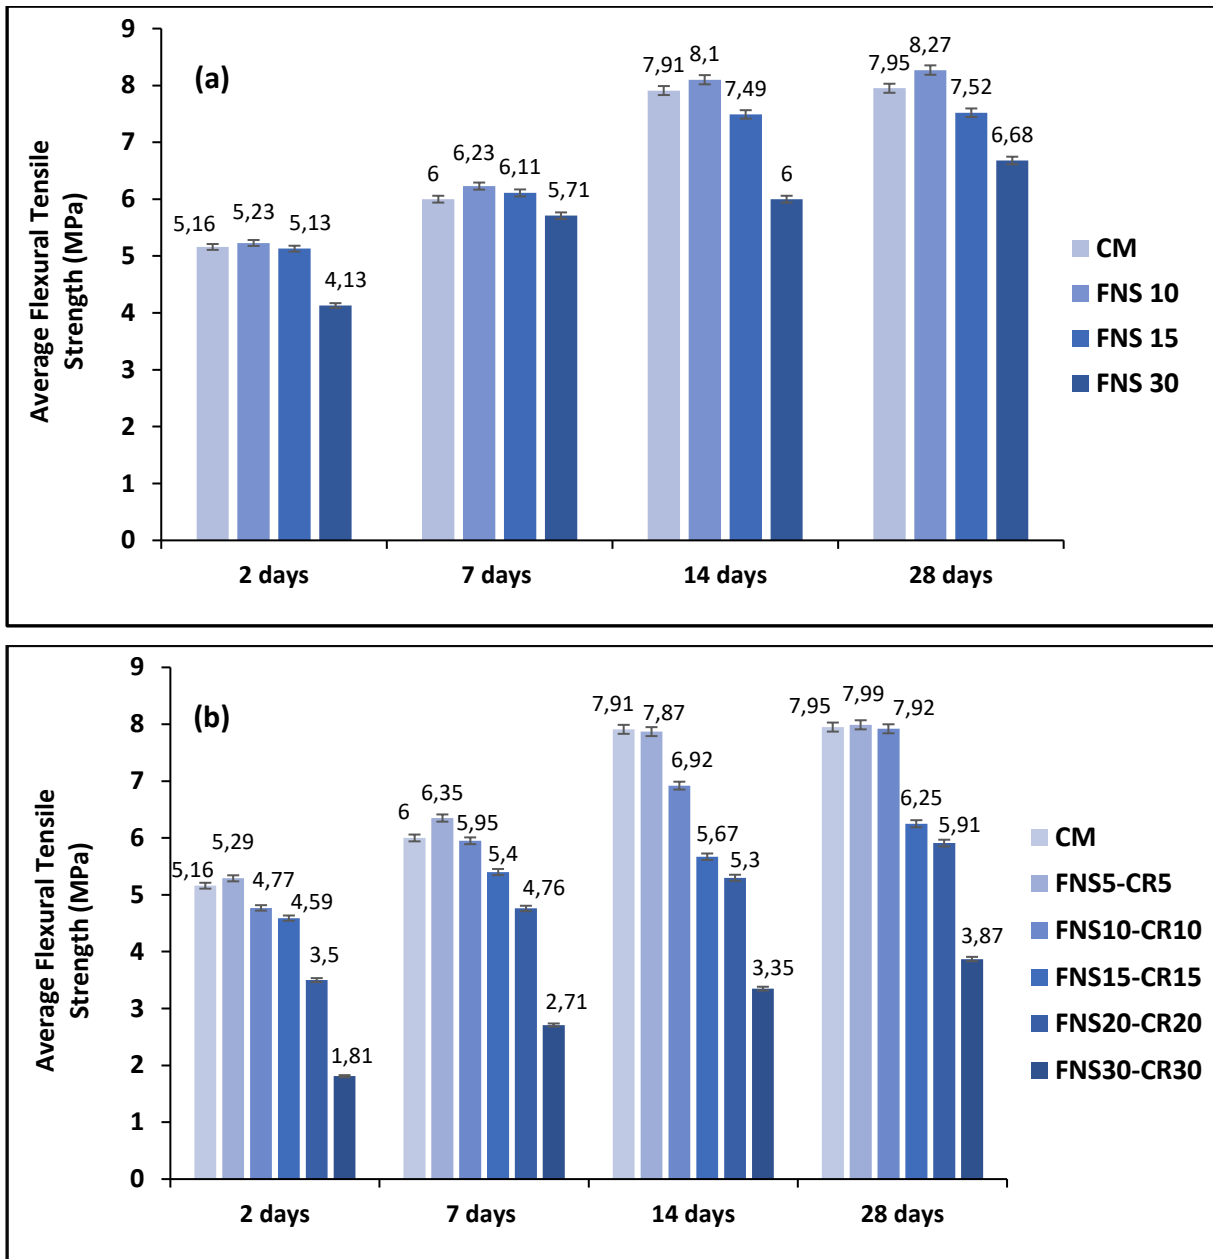 (a)
Average Flexural Tensile
Strength (MPa)
9
8
7
6
5
4
3
2
1
0
5,16
5,23
5,13
4,13
6
6,23
6,11
5,71
7,91
8,1
7,49
6
7,95
8,27
7,52
6,68
2 days
7 days
14 days
28 days
CM
FNS 10
FNS 15
FNS 30
(b)
Average Flexural Tensile
Strength (MPa)
9
8
7
6
5
4
3
2
1
0
5,16
5,29
4,77
4,59
3,5
1,81
6
6,35
5,95
5,4
4,76
2,71
7,91
7,87
6,92
5,67
5,3
3,35
7,95
7,99
7,92
6,25
5,91
3,87
2 days
7 days
14 days
28 days
CM
FNS5-CR5
FNS10-CR10
FNS15-CR15
FNS20-CR20
FNS30-CR30